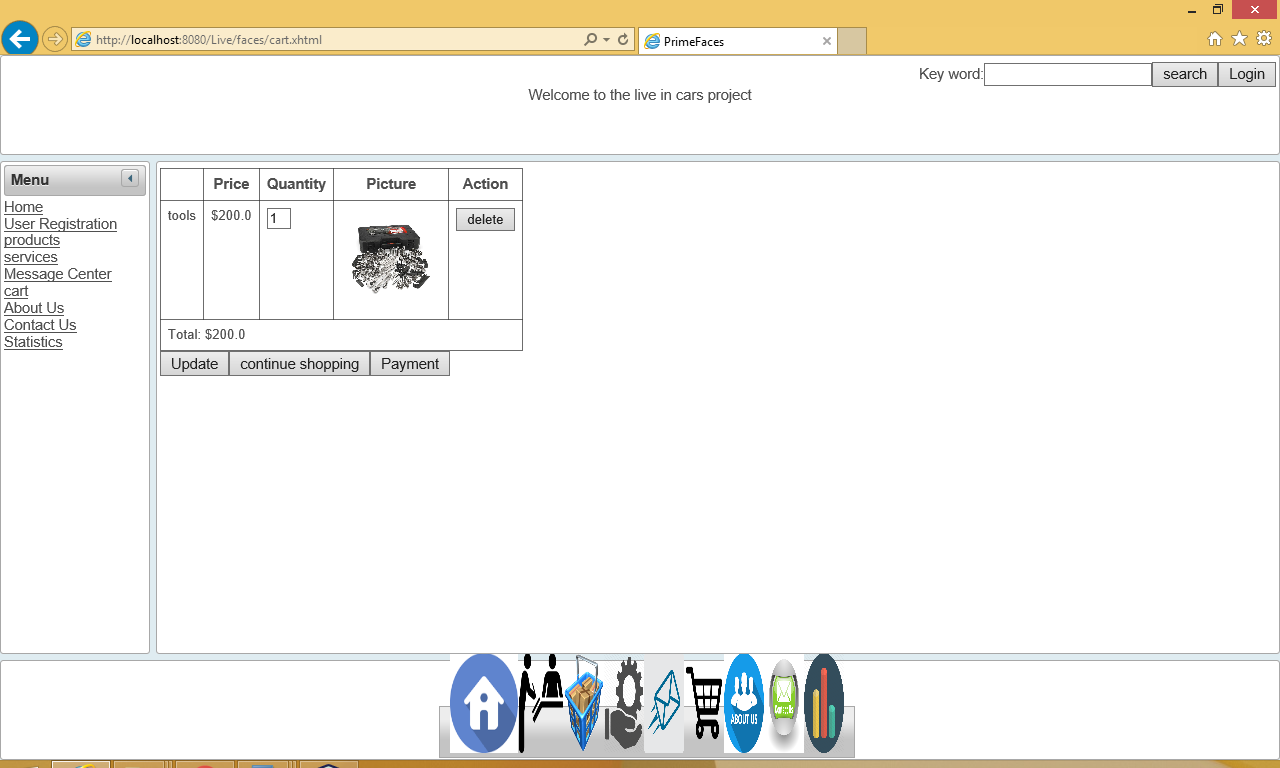 http://localhost:8080/Live/faces/cart.xhtml
PrimeFaces
Key word: search Login
Welcome to the live in cars project
Menu
Home
User Registration
products
services
Message Center
cart
About Us
Contact Us
Statistics
Price Quantity Picture Action
tools $200.0 1 delete
Total: $200.0
Update continue shopping Payment
ABOUT US